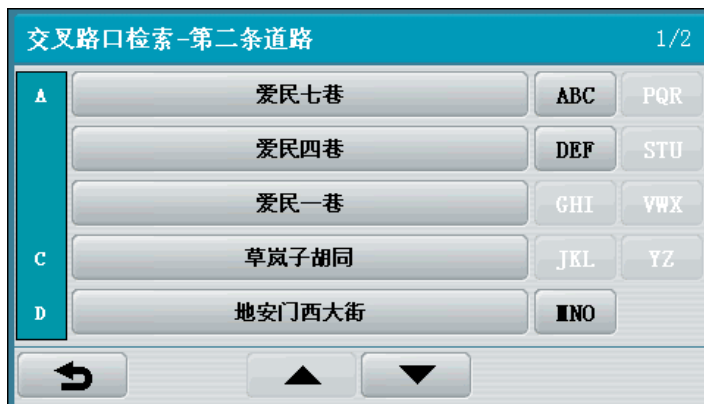 交叉路口检索-第二条道路 1/2
A 爱民七巷 ABC PQR
爱民四巷 DEF STU
爱民一巷 GHI VWX
C 草岚子胡同 JKL YZ
D 地安门西大街 MNO